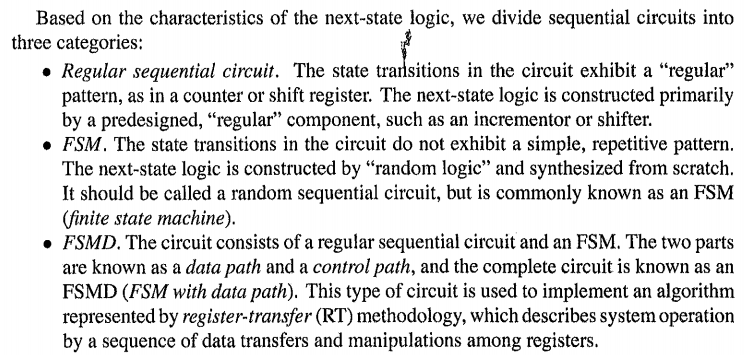 Based on the characteristics of the next-state logic, we divide sequential circuits into
three categories:
• Regular sequential circuit. The state transitions in the circuit exhibit a “regular”
pattern, as in a counter or shift register. The next-state logic is constructed primarily
by a predesigned, “regular” component, such as an incrementor or shifter.
• FSM. The state transitions in the circuit do not exhibit a simple, repetitive pattern.
The next-state logic is constructed by “random logic” and synthesized from scratch.
It should be called a random sequential circuit, but is commonly known as an FSM
(finite state machine).
• FSMD. The circuit consists of a regular sequential circuit and an FSM. The two parts
are known as a data path and a control path, and the complete circuit is known as an
FSMD (FSM with data path). This type of circuit is used to implement an algorithm
represented by register-transfer (RT) methodology, which describes system operation
by a sequence of data transfers and manipulations among registers.